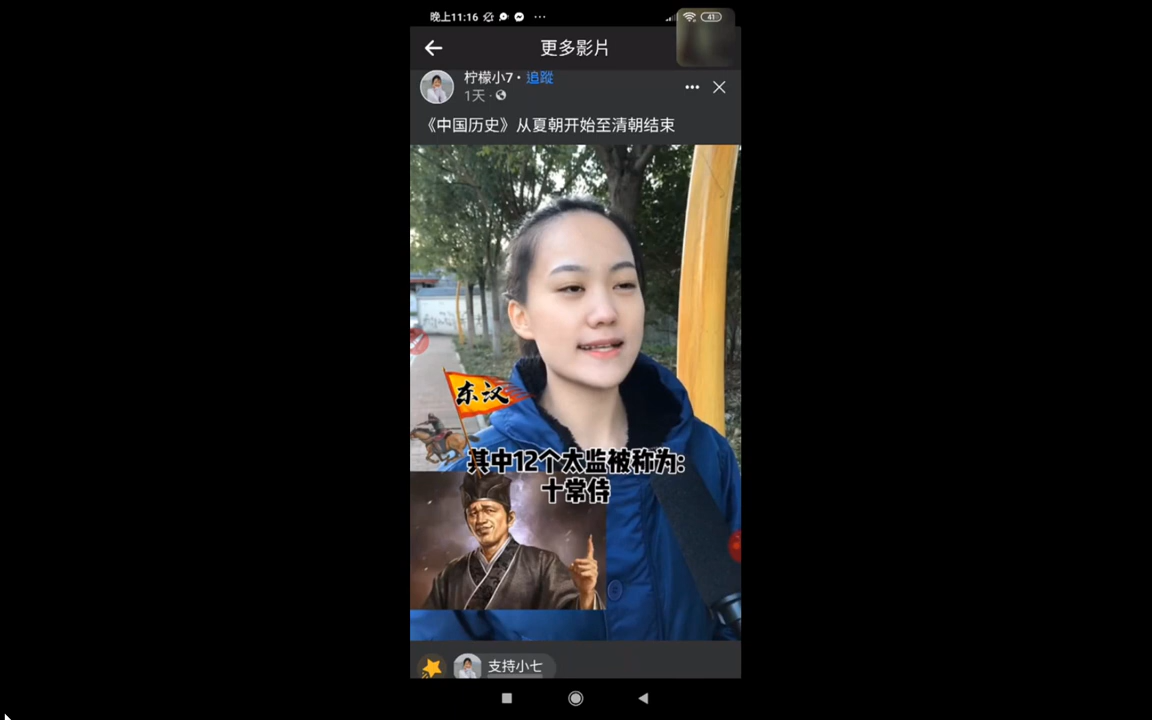 晚上11:16
41
更多影片
柠檬小7 · 追蹤
1天 ·
《中国历史》从夏朝开始至清朝结束
东汉
其中12个太监被称为:
十常侍
支持小七